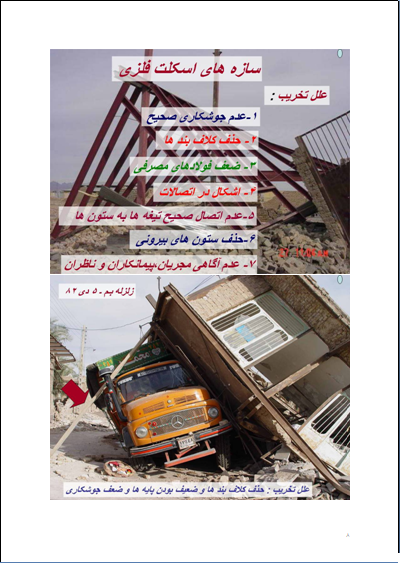 سازه های اسکلت فلزی
علل تخریب :
۱-عدم جوشکاری صحیح
۲- حذف کلاف بند ها
۳- ضعف فولادهای مصرفی
۴- اشکال در اتصالات
۵-عدم اتصال صحیح تیغه ها به ستون ها
۶-حذف ستون های بیرونی
۷- عدم آگاهی مجریان،پیمانکاران و ناظران
زلزله بم - ۵ دی ۸۲
علل تخریب : حذف کلاف بند ها و ضعیف بودن پایه ها و ضعف جوشکاری
۸